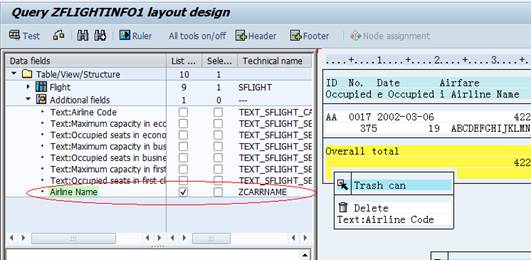 Query ZFLIGHTINFO1 layout design
Test Ruler All tools on/off Header Footer Node assignment
Data fields List ... Sele... Technical name
Table/View/Structure 10 1
Flight 9 1 SFLIGHT
Additional fields 1 0 ---
Text:Airline Code TEXT_SFLIGHT_CA
Text:Maximum capacity in econ TEXT_SFLIGHT_SE
Text:Occupied seats in econo TEXT_SFLIGHT_SE
Text:Maximum capacity in bus TEXT_SFLIGHT_SE
Text:Occupied seats in busine TEXT_SFLIGHT_SE
Text:Maximum capacity in first TEXT_SFLIGHT_SE
Text:Occupied seats in first cl TEXT_SFLIGHT_SE
Airline Name ZCARRNAME
....+....1....+....2....+....3....+.
ID No. Date Airfare
Occupied e Occupied i Airline Name
AA 0017 2002-03-06 422
375 19 ABCDEFGHIJKLMN
Overall total
422
Trash can
Delete
Text:Airline Code